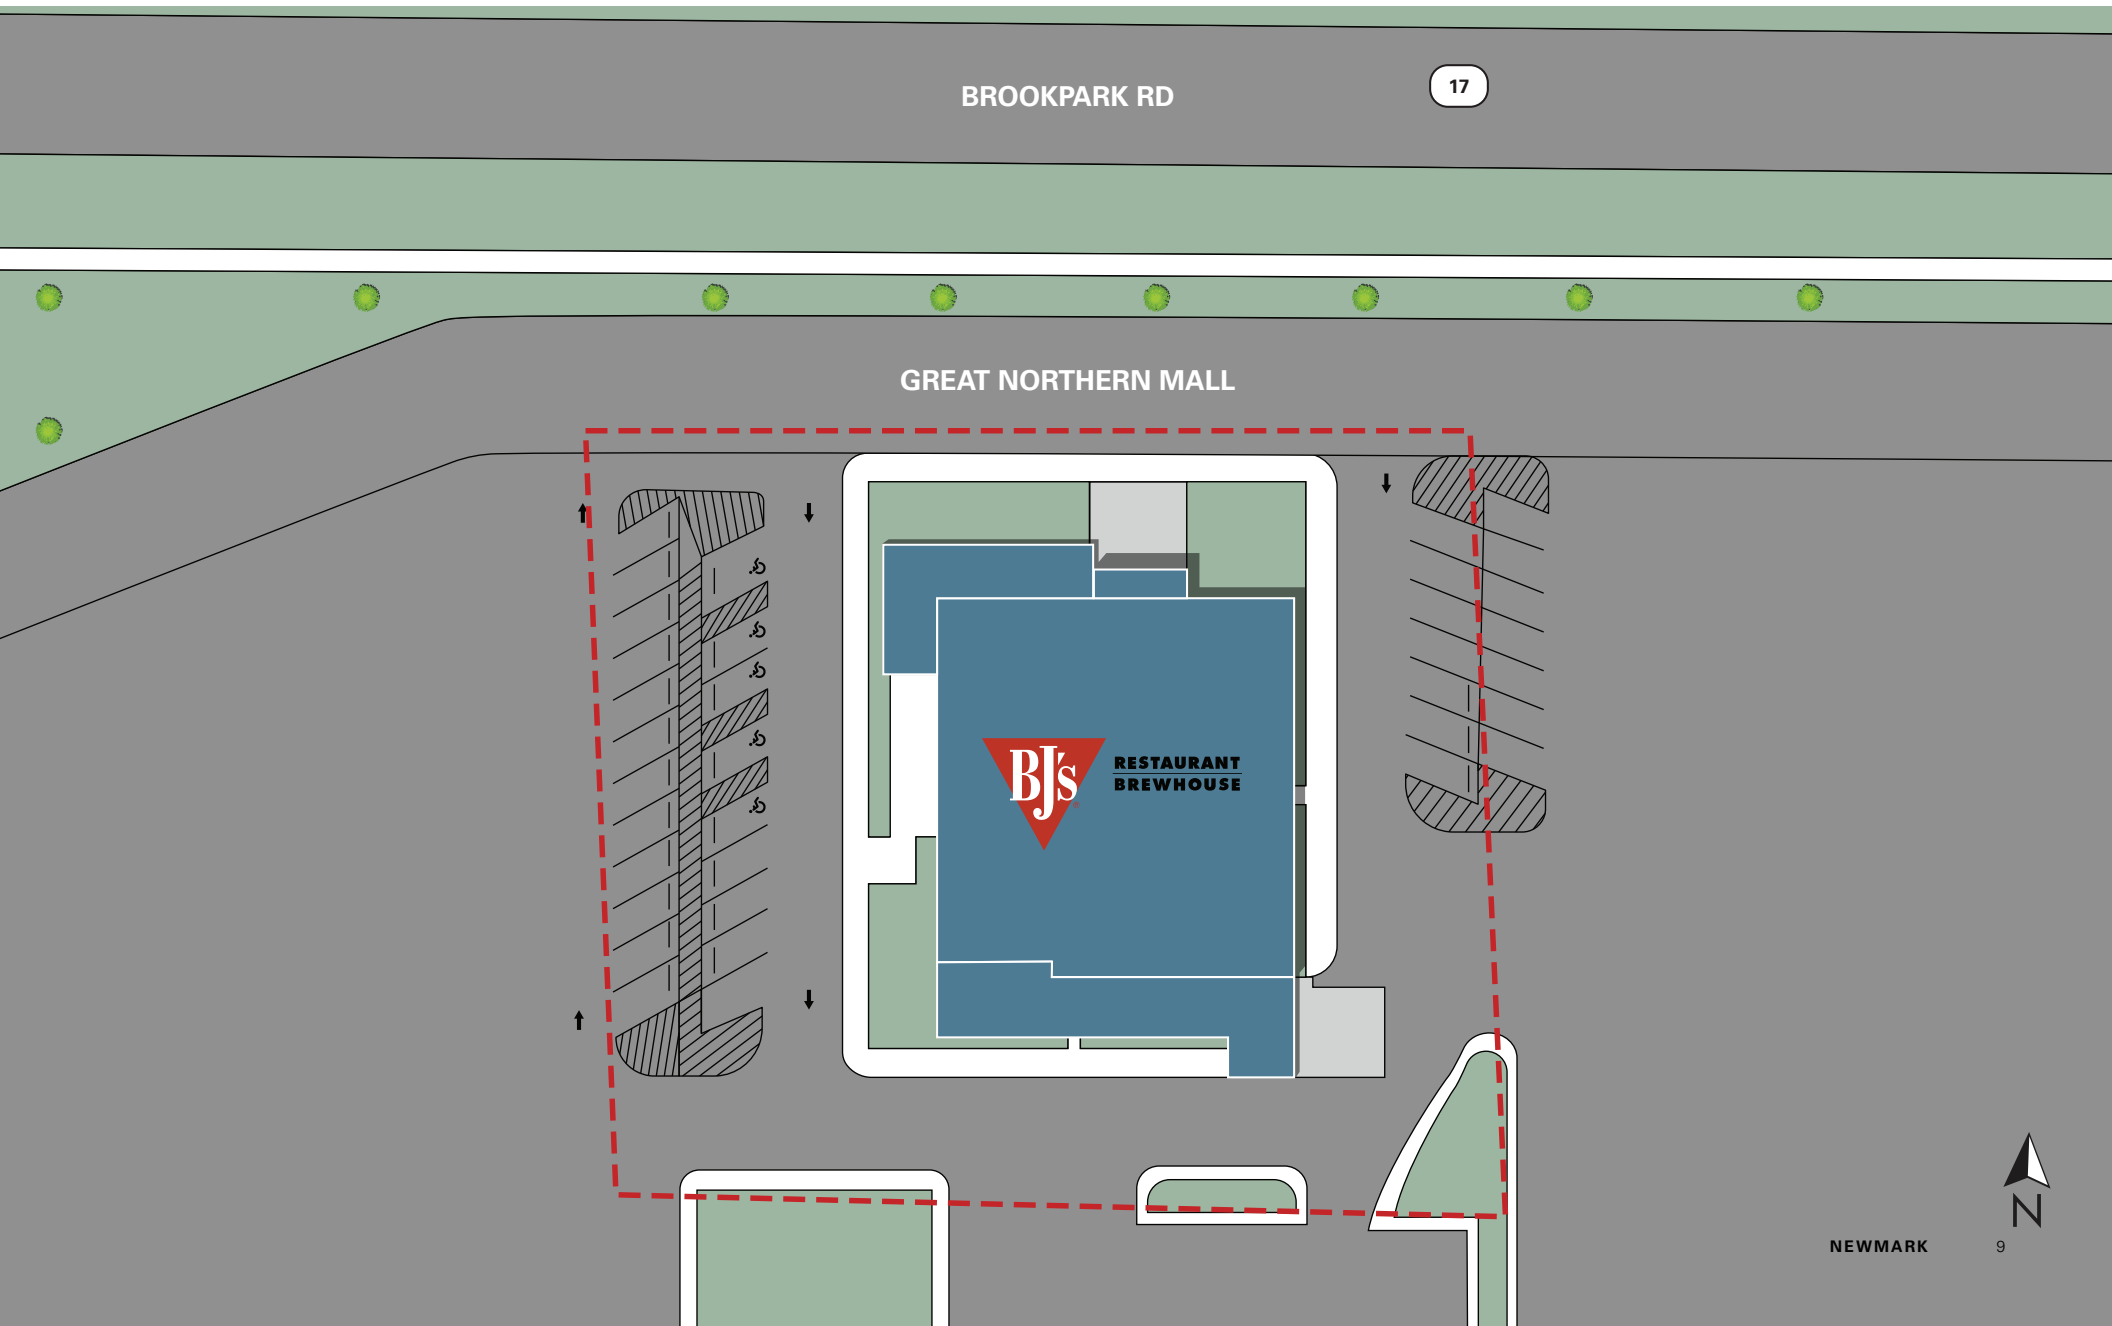 BROOKPARK RD
17
GREAT NORTHERN MALL
BJ's
RESTAURANT
BREWHOUSE
N
NEWMARK 9